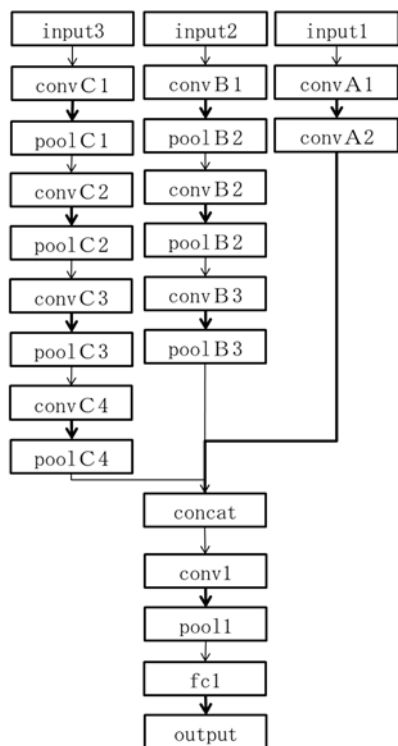 input3 input2 input1
convC1 convB1 convA1
poolC1 poolB2 convA2
convC2 convB2
poolC2 poolB2
convC3 convB3
poolC3 poolB3
convC4
poolC4
concat
conv1
pool1
fc1
output